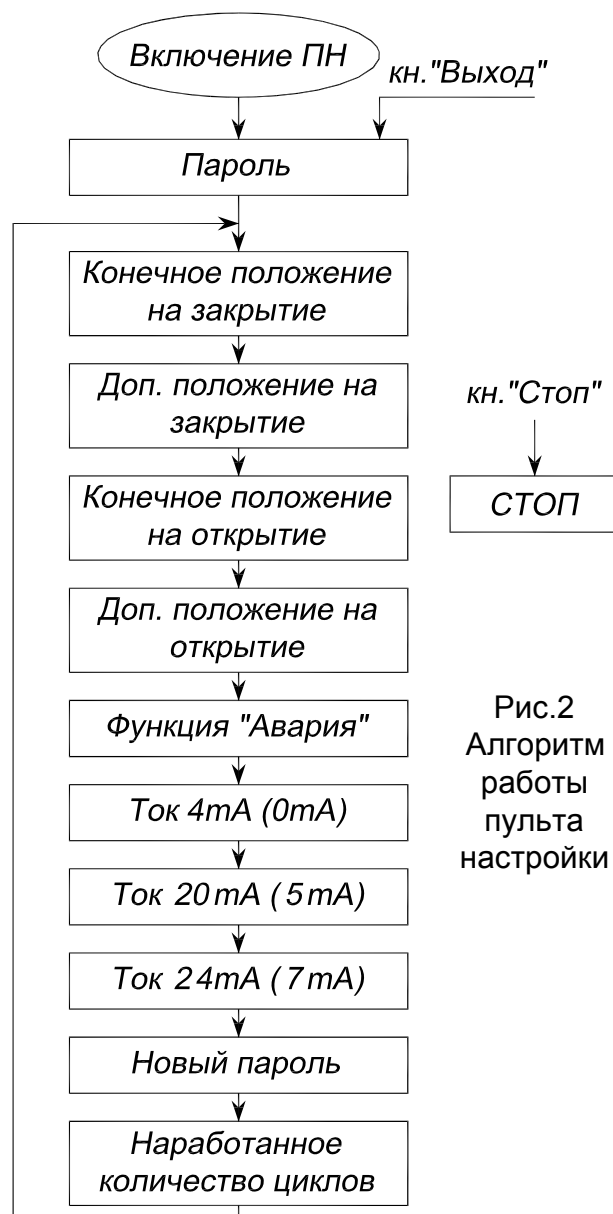 Включение ПН
кн."Выход"
Пароль
Конечное положение
на закрытие
Доп. положение на
закрытие
кн."Стоп"
Конечное положение
на открытие
СТОП
Доп. положение на
открытие
Функция "Авария"
Ток 4mA (0mA)
Ток 20mA (5mA)
Ток 24mA (7mA)
Новый пароль
Наработанное
количество циклов
Рис.2
Алгоритм
работы
пульта
настройки